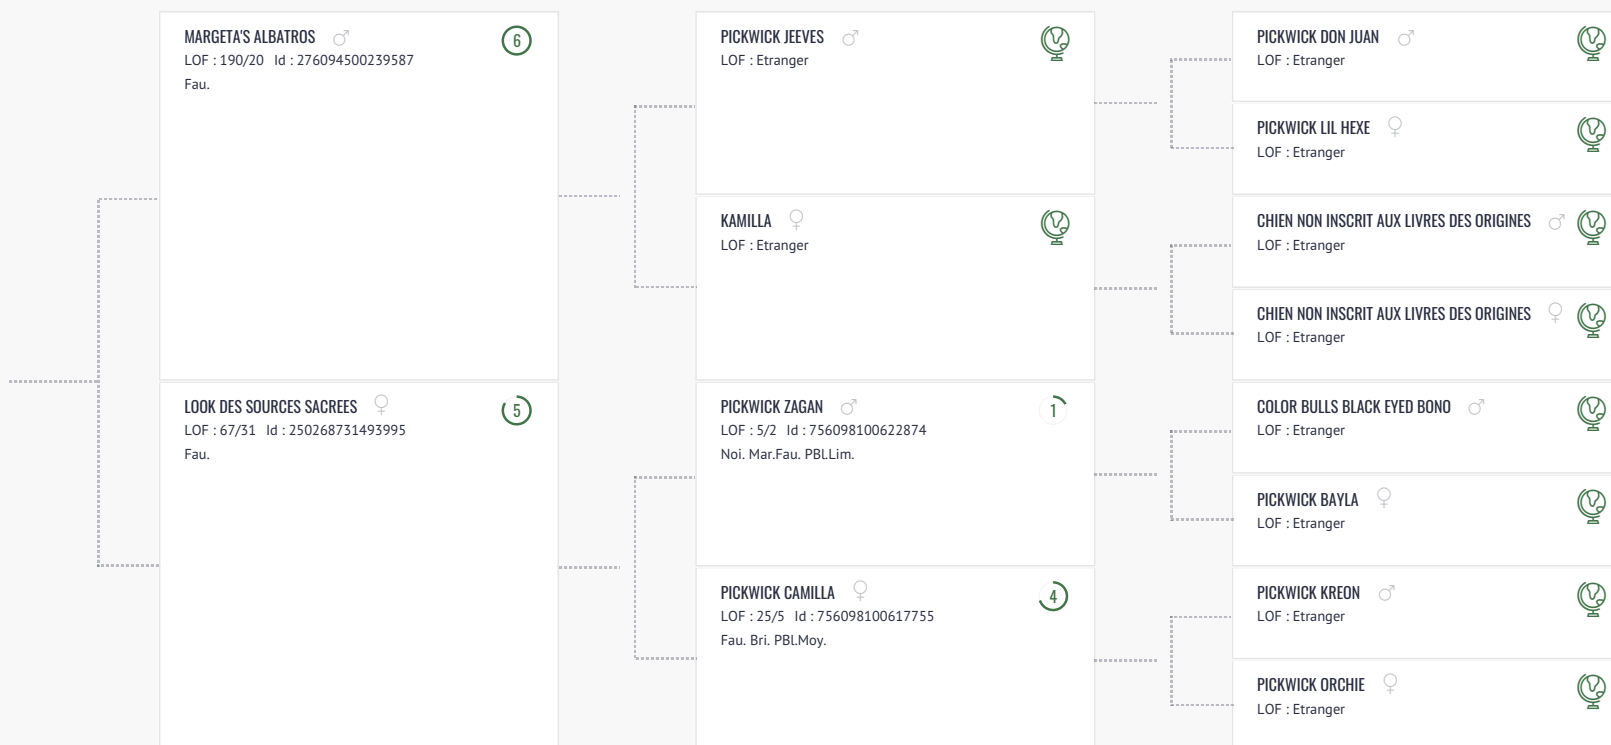 MARGETA'S ALBATROS
6
LOF : 190/20 Id : 276094500239587
Fau.
LOOK DES SOURCES SACREES
5
LOF : 67/31 Id : 250268731493995
Fau.
PICKWICK JEEVES
LOF : Etranger
KAMILLA
LOF : Etranger
PICKWICK ZAGAN
1
LOF : 5/2 Id : 756098100622874
Noi. Mar.Fau. PBl.Lim.
PICKWICK CAMILLA
4
LOF : 25/5 Id : 756098100617755
Fau. Bri. PBl.Moy.
PICKWICK DON JUAN
LOF : Etranger
PICKWICK LIL HEXE
LOF : Etranger
CHIEN NON INSCRIT AUX LIVRES DES ORIGINES
LOF : Etranger
CHIEN NON INSCRIT AUX LIVRES DES ORIGINES
LOF : Etranger
COLOR BULLS BLACK EYED BONO
LOF : Etranger
PICKWICK BAYLA
LOF : Etranger
PICKWICK KREON
LOF : Etranger
PICKWICK ORCHIE
LOF : Etranger